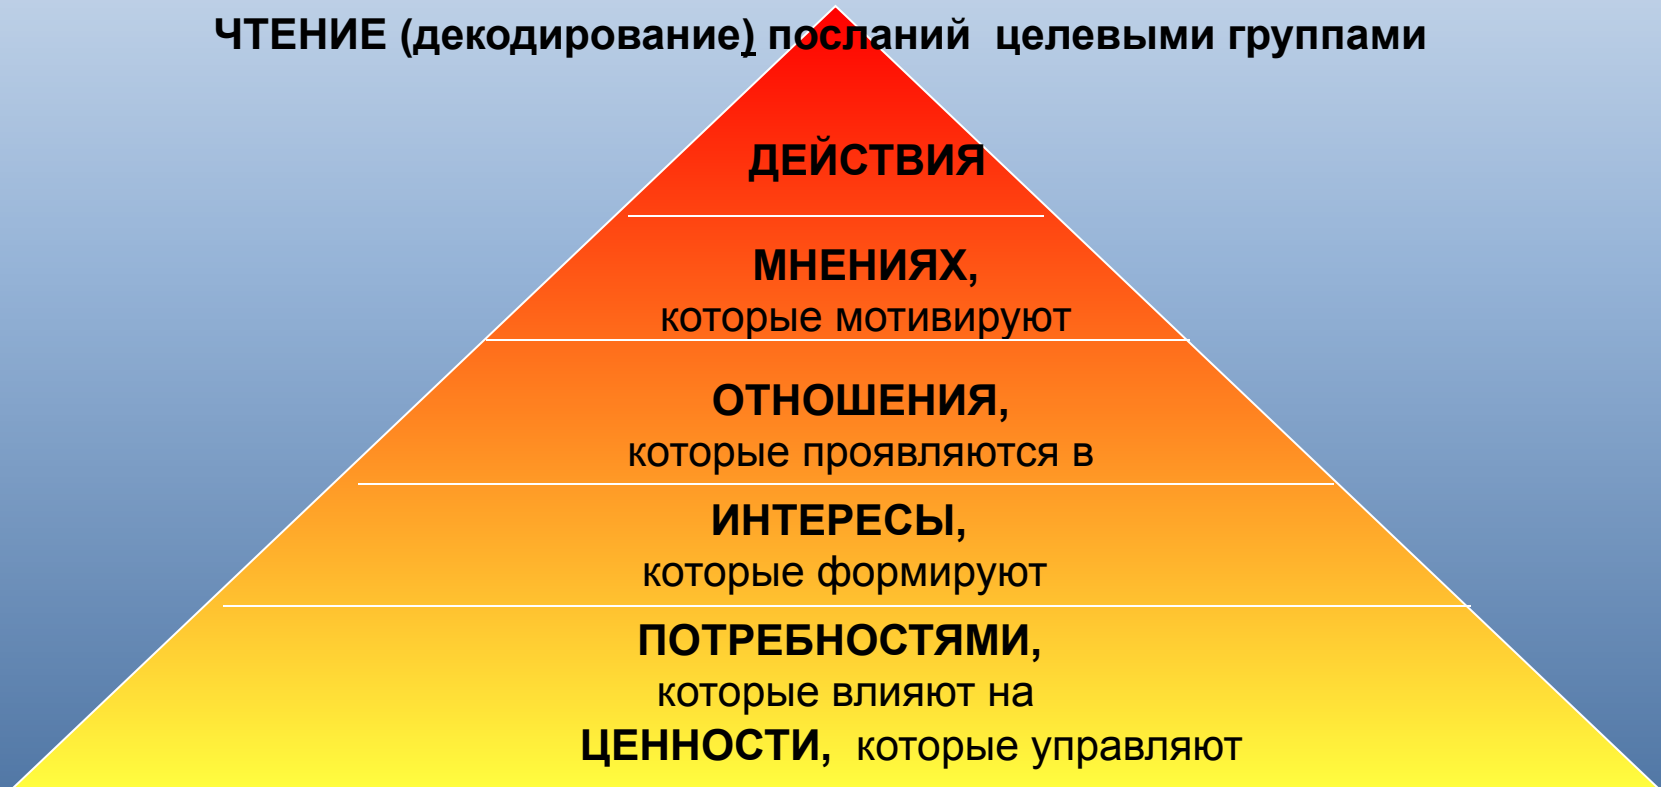 ЧТЕНИЕ (декодирование) посланий целевыми группами
ДЕЙСТВИЯ
МНЕНИЯХ,
которые мотивируют
ОТНОШЕНИЯ,
которые проявляются в
ИНТЕРЕСЫ,
которые формируют
ПОТРЕБНОСТЯМИ,
которые влияют на
ЦЕННОСТИ, которые управляют